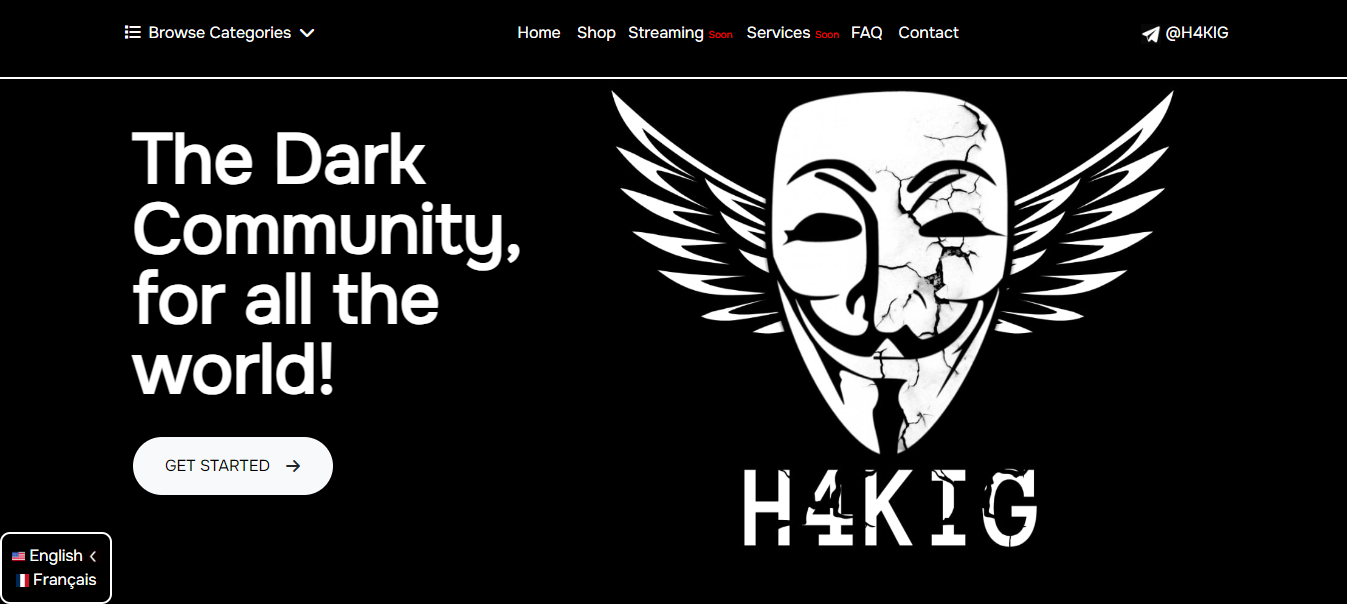 Browse Categories
Home Shop Streaming Soon Services Soon FAQ Contact
@H4KIG
The Dark
Community,
for all the
world!
GET STARTED
H4KIG
English
Français